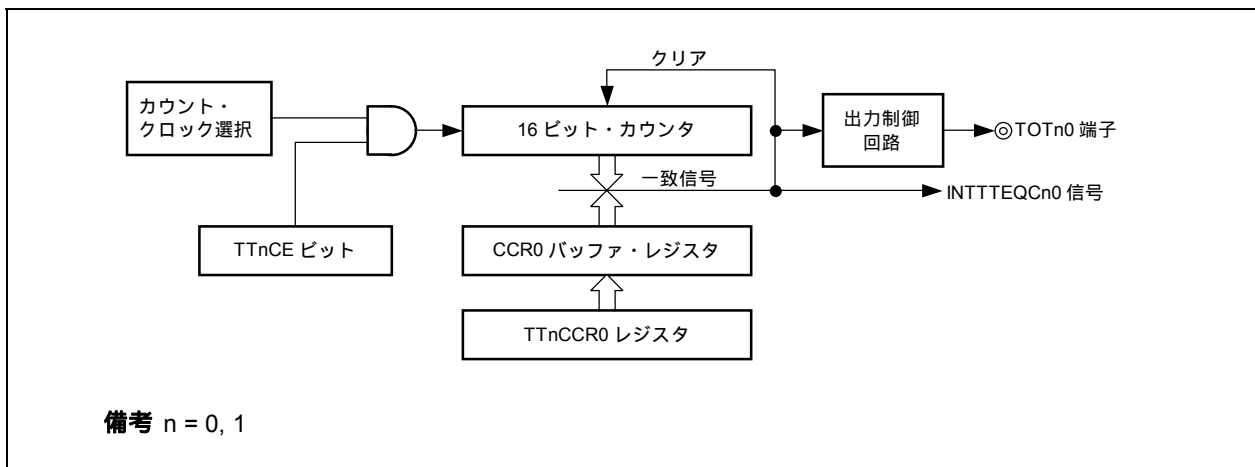 クリア
カウント・
クロック選択
16 ビット・カウンタ
出力制御
回路
TOTn0 端子
一致信号
INTTTEQCn0 信号
TTnCE ビット
CCR0 バッファ・レジスタ
TTnCCR0 レジスタ
備考 n = 0, 1